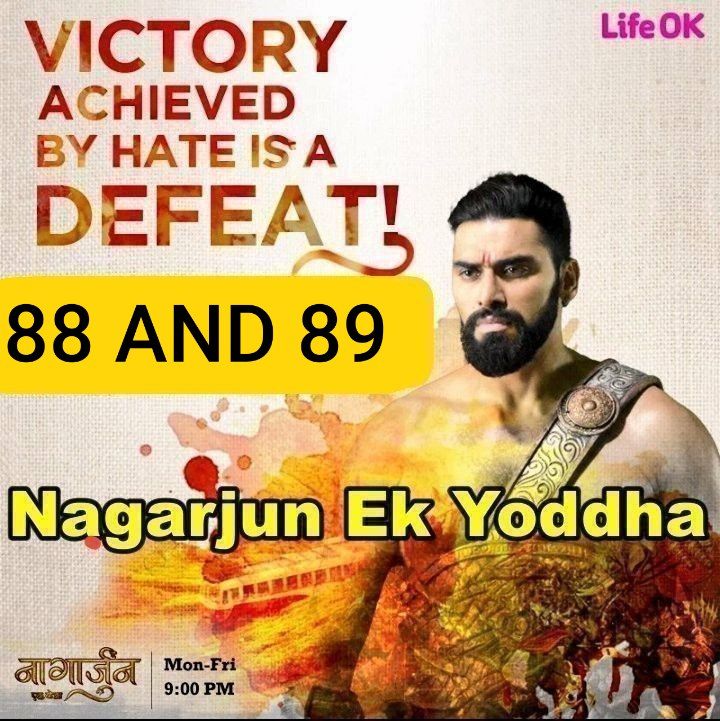 Life OK
VICTORY
ACHIEVED
BY HATE IS A
DEFEAT!
88 AND 89
Nagarjun Ek Yoddha
नागार्जुन
एक योद्धा
Mon-Fri
9:00 PM